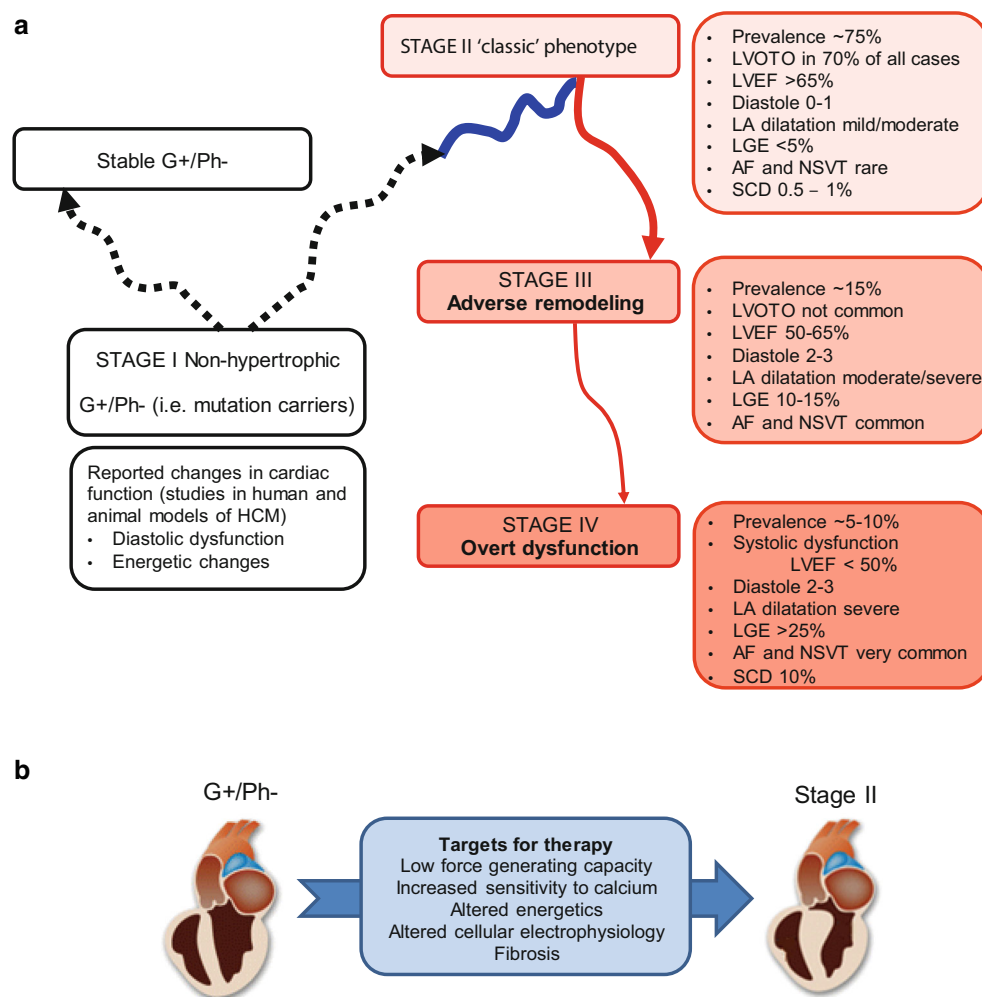 a
STAGE II 'classic' phenotype
• Prevalence ~75%
• LVOTO in 70% of all cases
• LVEF >65%
• Diastole 0-1
• LA dilatation mild/moderate
• LGE <5%
• AF and NSVT rare
• SCD 0.5 – 1%
Stable G+/Ph-
STAGE III
Adverse remodeling
• Prevalence ~15%
• LVOTO not common
• LVEF 50-65%
• Diastole 2-3
• LA dilatation moderate/severe
• LGE 10-15%
• AF and NSVT common
STAGE I Non-hypertrophic
G+/Ph- (i.e. mutation carriers)
Reported changes in cardiac
function (studies in human and
animal models of HCM)
• Diastolic dysfunction
• Energetic changes
STAGE IV
Overt dysfunction
• Prevalence ~5-10%
• Systolic dysfunction
LVEF < 50%
• Diastole 2-3
• LA dilatation severe
• LGE >25%
• AF and NSVT very common
• SCD 10%
b
G+/Ph-
Targets for therapy
Low force generating capacity
Increased sensitivity to calcium
Altered energetics
Altered cellular electrophysiology
Fibrosis
Stage II